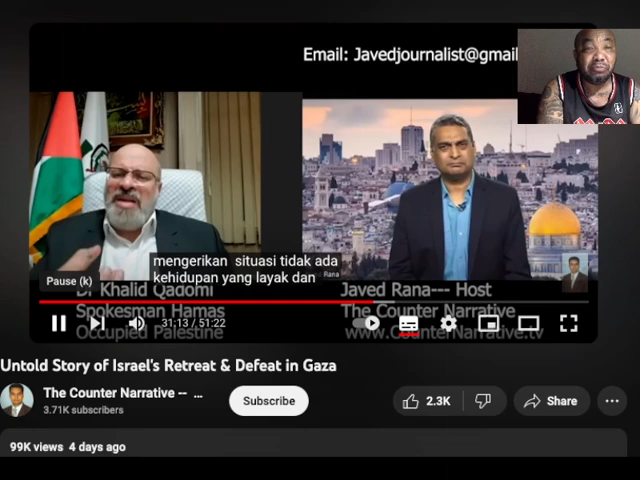 Email: Javedjournalist@gmail
mengerikan situasi tidak ada
kehidupan yang layak dan
Pause (k)
Dr Khalid Qadomi
Spokesman Hamas
Occupied Palestine
Javed Rana--- Host
The Counter Narrative
www.CounterNarrative.tv
31:13 / 51:22
Untold Story of Israel's Retreat & Defeat in Gaza
The Counter Narrative -- ...
3.71K subscribers
Subscribe
2.3K
Share
99K views 4 days ago